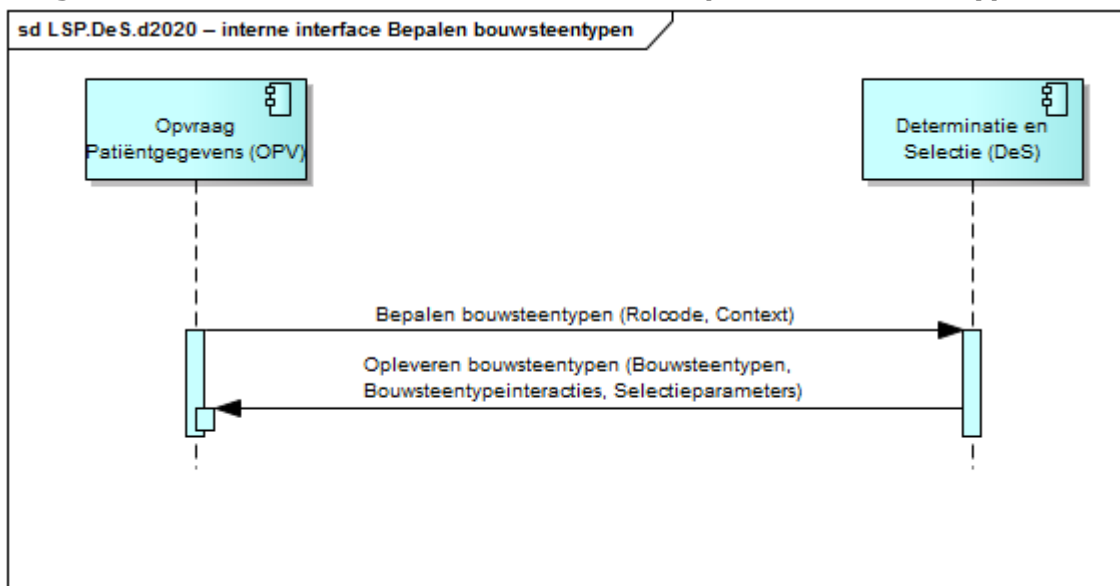 sd LSP.DeS.d2020 – interne interface Bepalen bouwsteentypen
Opvraag
Patiëntgegevens (OPV)
Determinatie en
Selectie (DeS)
Bepalen bouwsteentypen (Rolcode, Context)
Opleveren bouwsteentypen (Bouwsteentypen,
Bouwsteentypeinteracties, Selectieparameters)